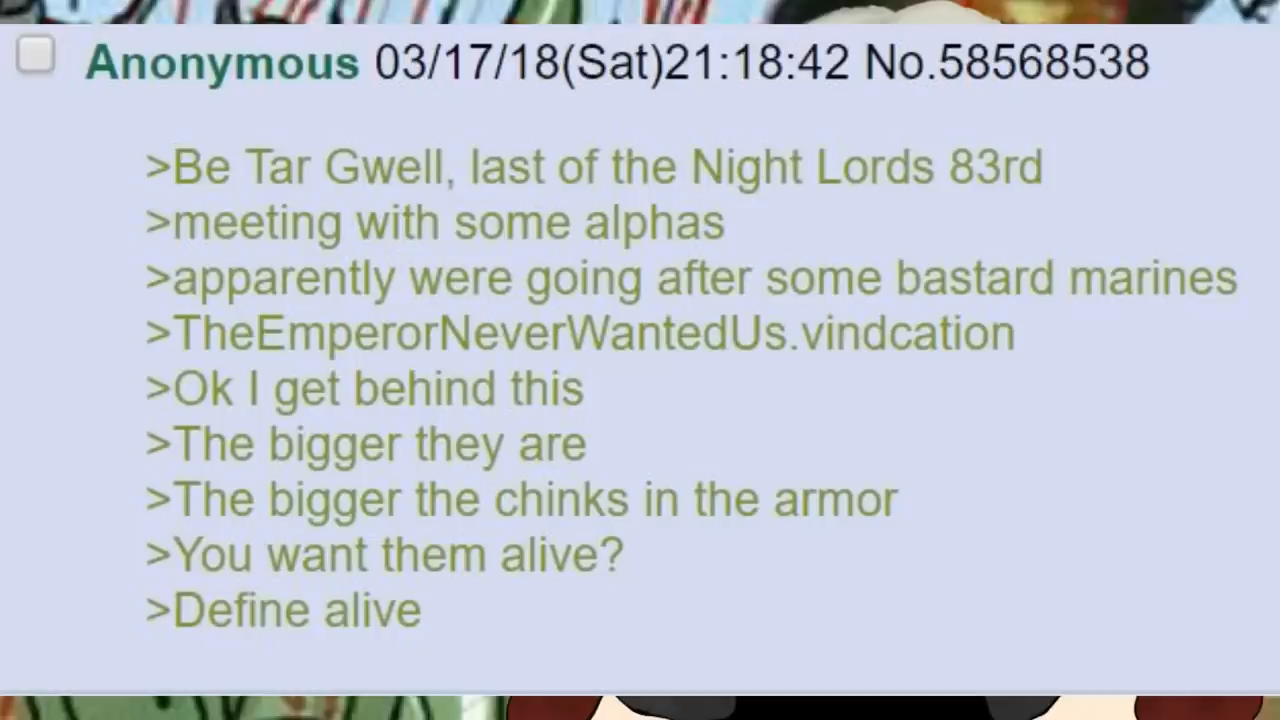 Anonymous 03/17/18(Sat)21:18:42 No.58568538
>Be Tar Gwell, last of the Night Lords 83rd
>meeting with some alphas
>apparently were going after some bastard marines
>TheEmperorNeverWantedUs.vindcation
>Ok I get behind this
>The bigger they are
>The bigger the chinks in the armor
>You want them alive?
>Define alive